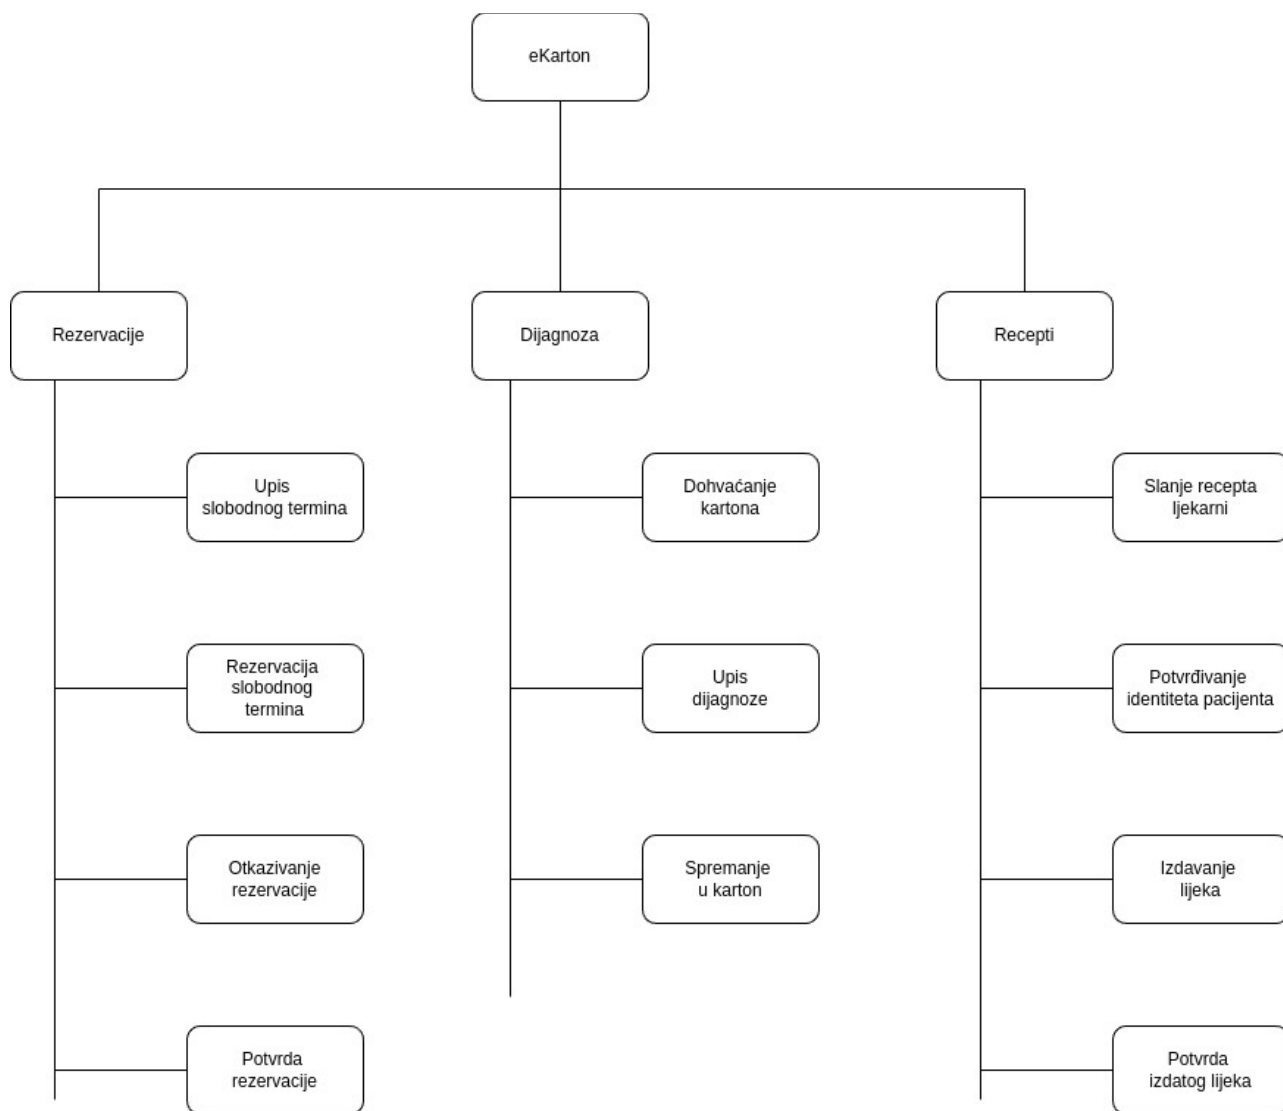 eKarton
Rezervacije
Dijagnoza
Recepti
Upis
slobodnog termina
Rezervacija
slobodnog
termina
Otkazivanje
rezervacije
Potvrda
rezervacije
Dohvaćanje
kartona
Upis
dijagnoze
Spremanje
u karton
Slanje recepta
ljekarni
Potvrđivanje
identiteta pacijenta
Izdavanje
lijeka
Potvrda
izdatog lijeka